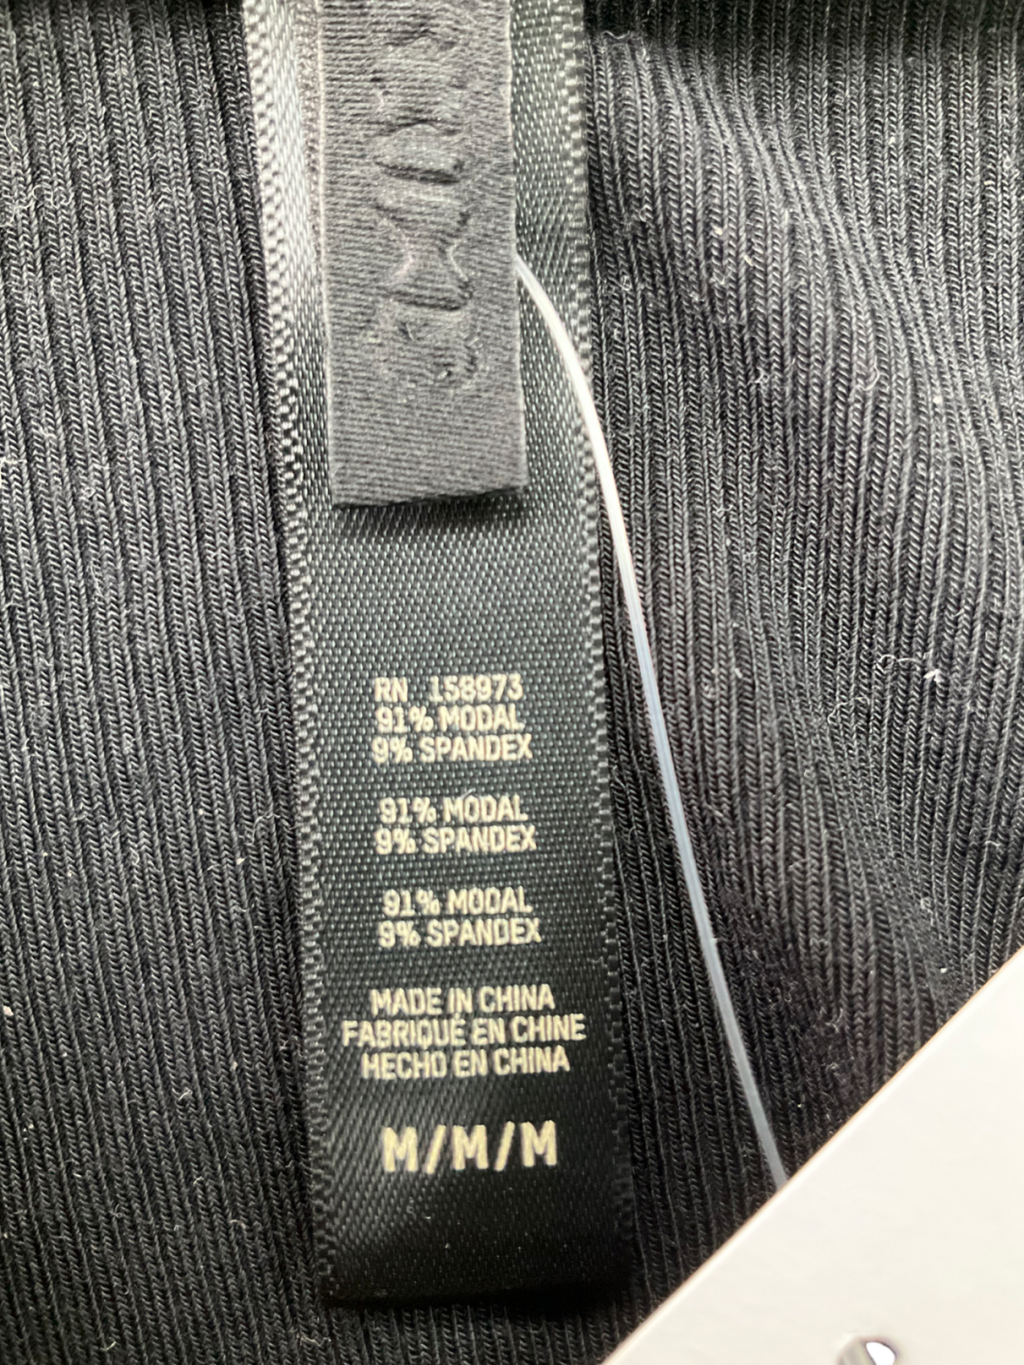 RN 158973
91% MODAL
9% SPANDEX
91% MODAL
9% SPANDEX
91% MODAL
9% SPANDEX
MADE IN CHINA
FABRIQUÉ EN CHINE
HECHO EN CHINA
M/M/M